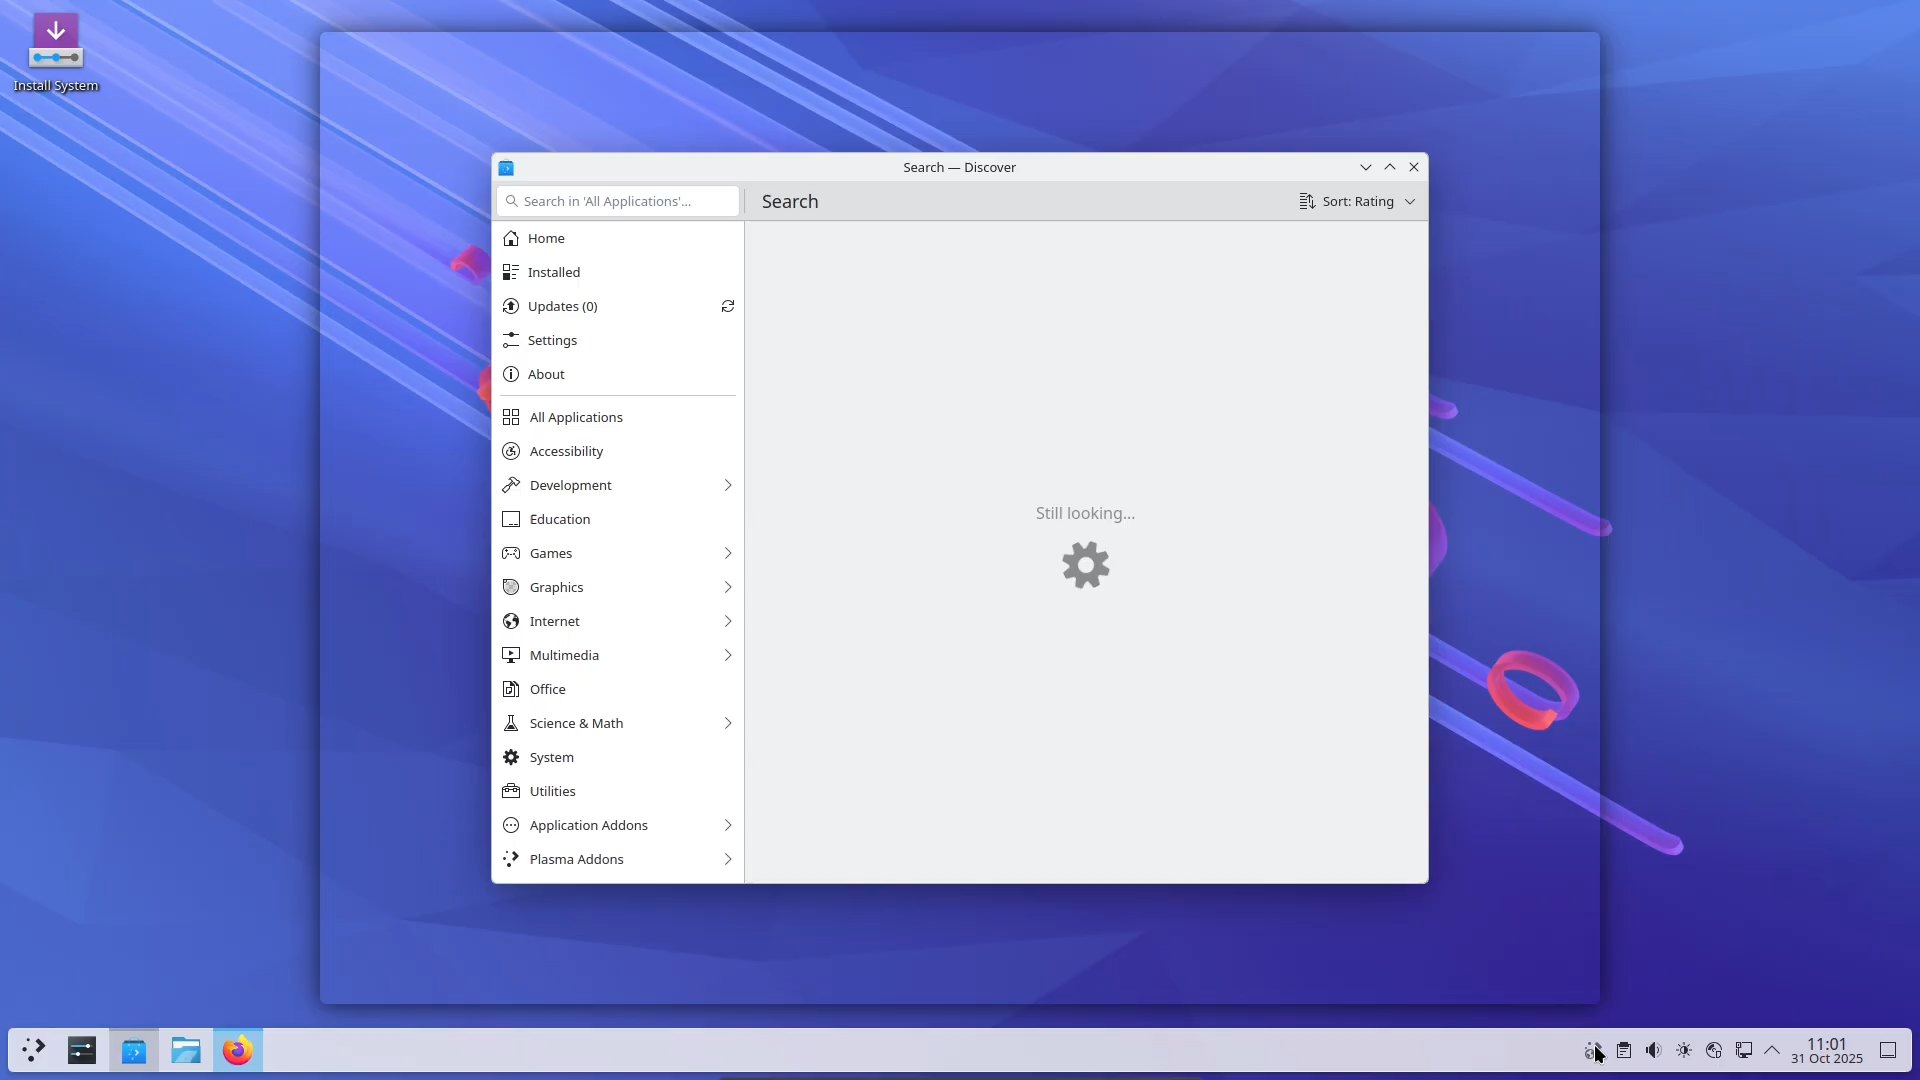 Install System
Search — Discover
Search in 'All Applications'...
Search
Sort: Rating
Home
Installed
Updates (0)
Settings
About
All Applications
Accessibility
Development
Education
Games
Graphics
Internet
Multimedia
Office
Science & Math
System
Utilities
Application Addons
Plasma Addons
Still looking...
11:01
31 Oct 2025